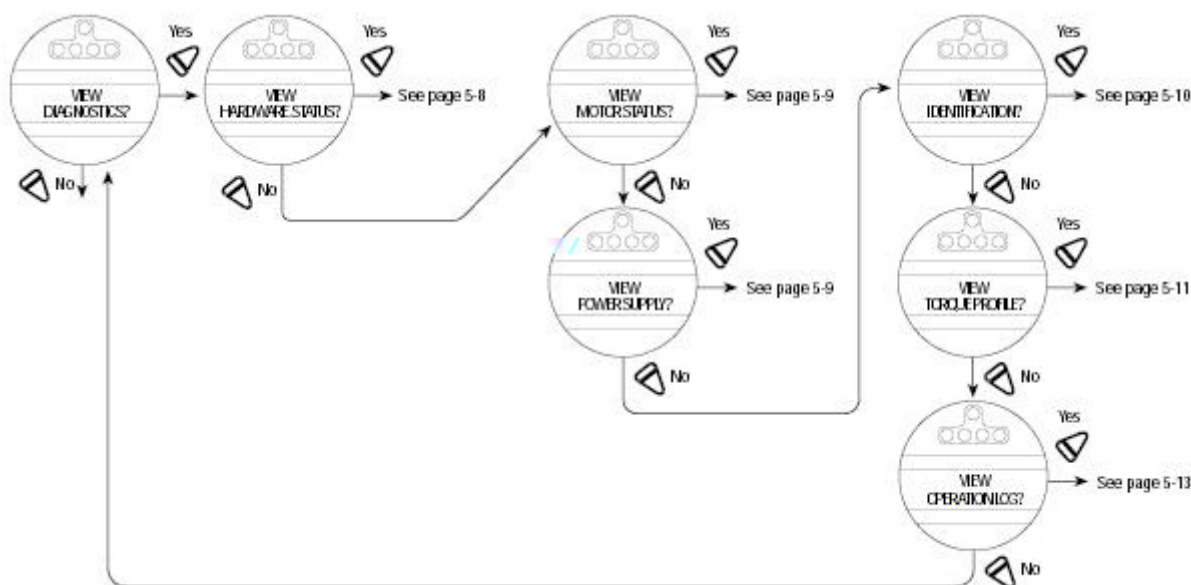 Yes
VIEW
DIAGNOSTICS?
No
Yes
VIEW
HARDWARE STATUS?
See page 5-8
No
Yes
VIEW
MOTOR STATUS?
See page 5-9
No
Yes
VIEW
POWER SUPPLY?
See page 5-9
No
Yes
VIEW
IDENTIFICATION?
See page 5-10
No
Yes
VIEW
TORQUE PROFILE?
See page 5-11
No
Yes
VIEW
OPERATION LOG?
See page 5-13
No